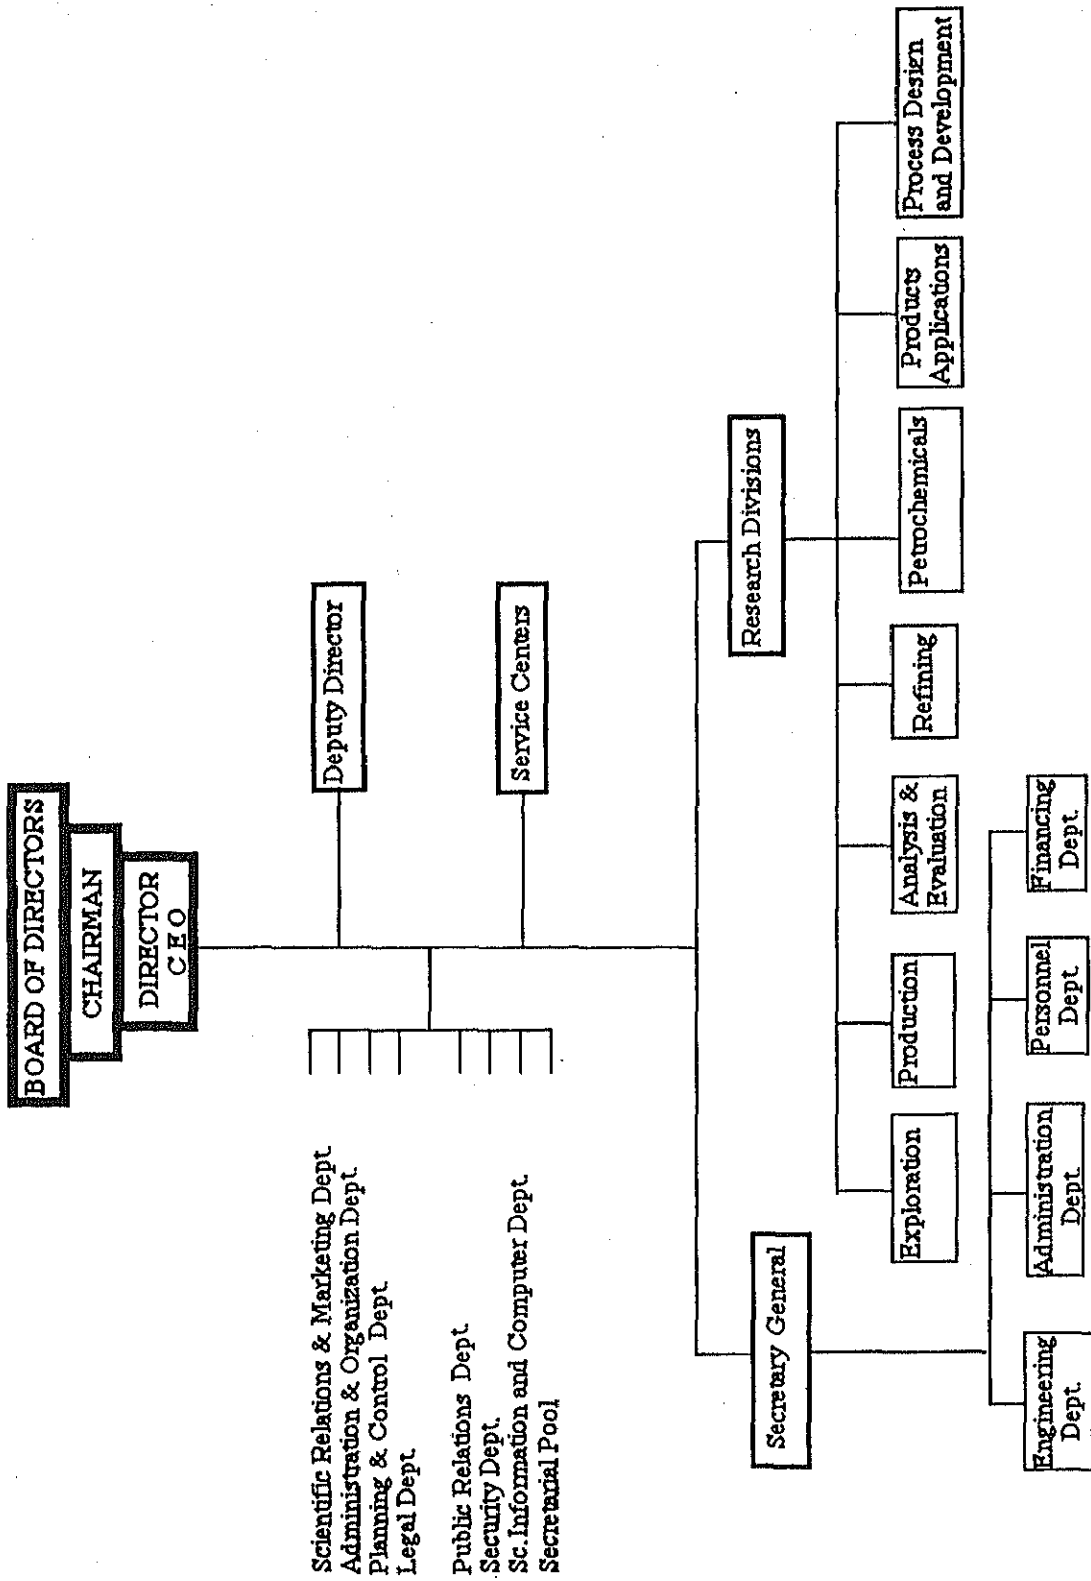 BOARD OF DIRECTORS
CHAIRMAN
DIRECTOR
CEO
Scientific Relations & Marketing Dept.
Administration & Organization Dept.
Planning & Control Dept.
Legal Dept.
Public Relations Dept.
Security Dept.
Sc. Information and Computer Dept.
Secretarial Pool
Deputy Director
Service Centers
Secretary General
Research Divisions
Exploration
Production
Analysis &
Evaluation
Refining
Petrochemicals
Products
Applications
Process Design
and Development
Engineering
Dept.
Administration
Dept.
Personnel
Dept.
Financing
Dept.